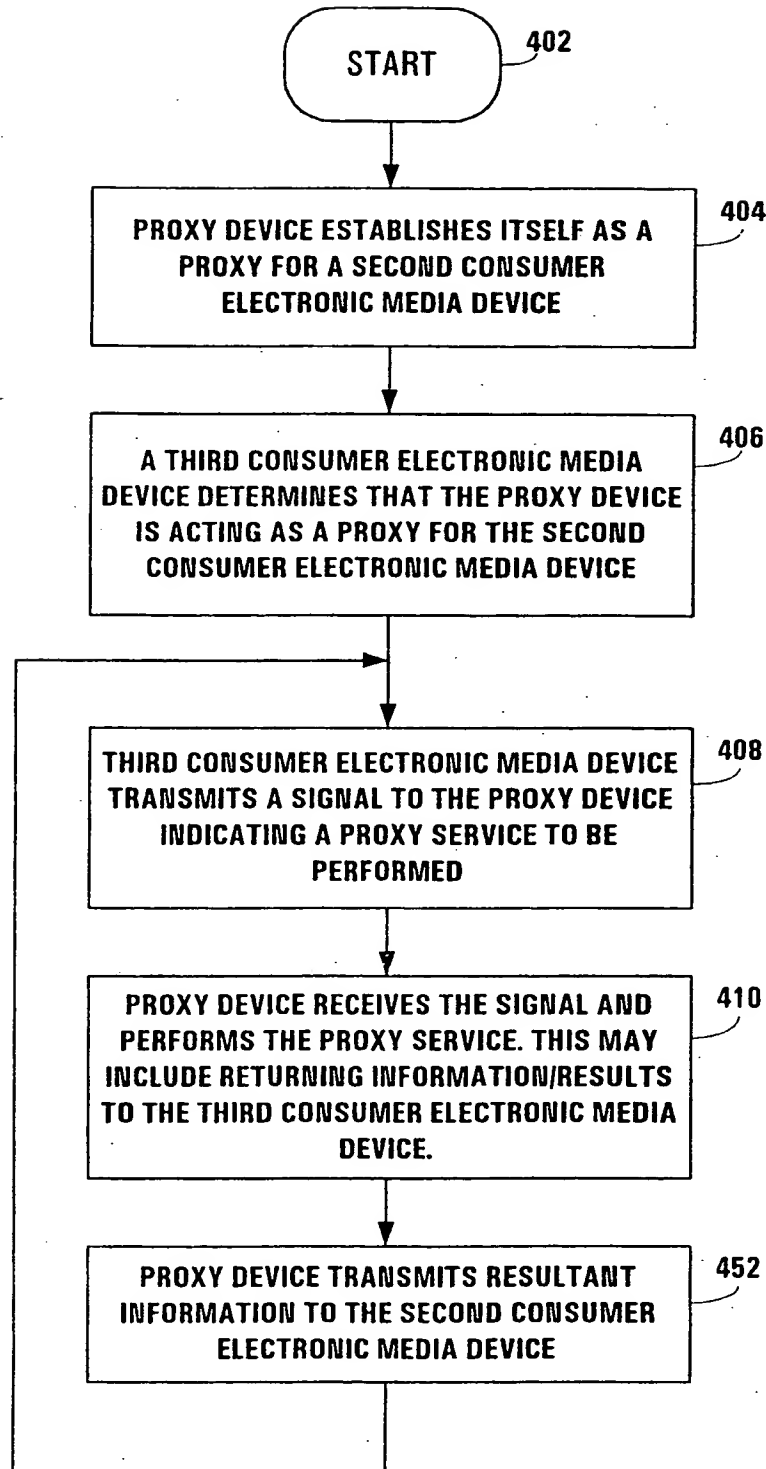 START
402
PROXY DEVICE ESTABLISHES ITSELF AS A
PROXY FOR A SECOND CONSUMER
ELECTRONIC MEDIA DEVICE
404
A THIRD CONSUMER ELECTRONIC MEDIA
DEVICE DETERMINES THAT THE PROXY DEVICE
IS ACTING AS A PROXY FOR THE SECOND
CONSUMER ELECTRONIC MEDIA DEVICE
406
THIRD CONSUMER ELECTRONIC MEDIA DEVICE
TRANSMITS A SIGNAL TO THE PROXY DEVICE
INDICATING A PROXY SERVICE TO BE
PERFORMED
408
PROXY DEVICE RECEIVES THE SIGNAL AND
PERFORMS THE PROXY SERVICE. THIS MAY
INCLUDE RETURNING INFORMATION/RESULTS
TO THE THIRD CONSUMER ELECTRONIC MEDIA
DEVICE.
410
PROXY DEVICE TRANSMITS RESULTANT
INFORMATION TO THE SECOND CONSUMER
ELECTRONIC MEDIA DEVICE
452